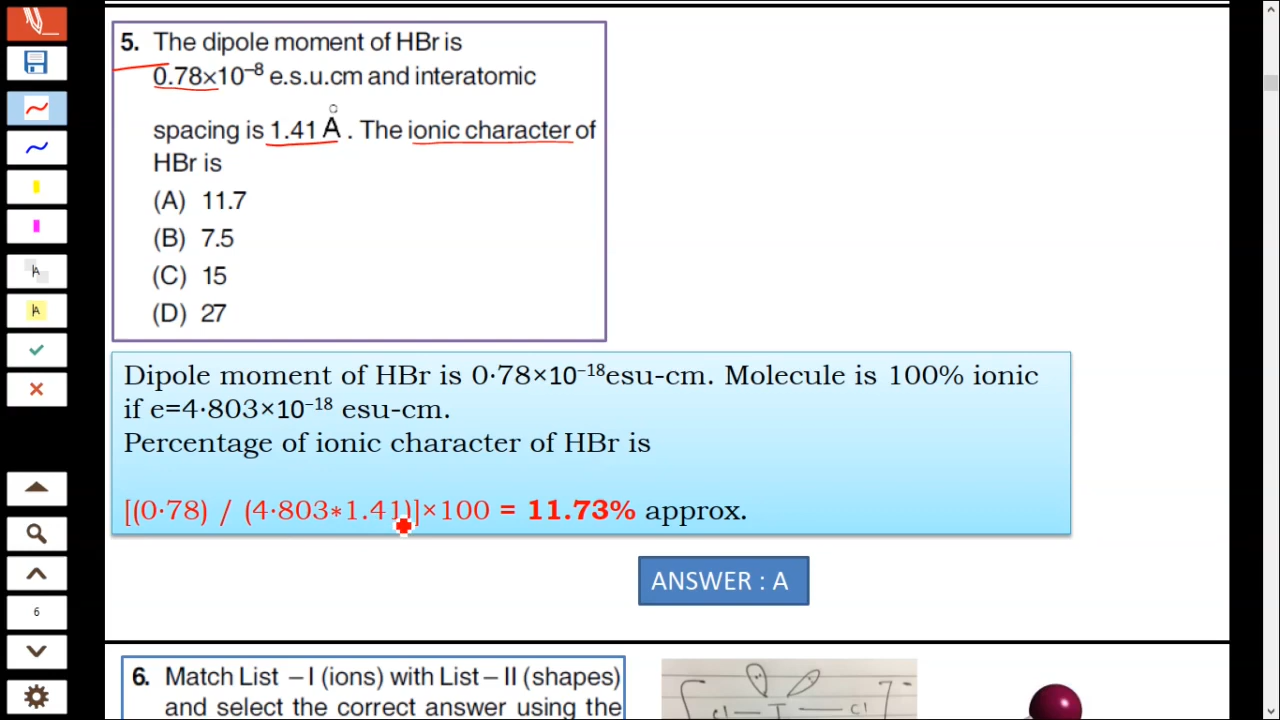 5. The dipole moment of HBr is
0.78×10⁻⁸ e.s.u.cm and interatomic
spacing is 1.41 Å . The ionic character of
HBr is
(A) 11.7
(B) 7.5
(C) 15
(D) 27
Dipole moment of HBr is 0·78×10⁻¹⁸esu-cm. Molecule is 100% ionic
if e=4·803×10⁻¹⁸ esu-cm.
Percentage of ionic character of HBr is
[(0·78) / (4·803*1.41)]×100 = 11.73% approx.
ANSWER : A
6
6. Match List – I (ions) with List – II (shapes)
and select the correct answer using the
cl — I — cl